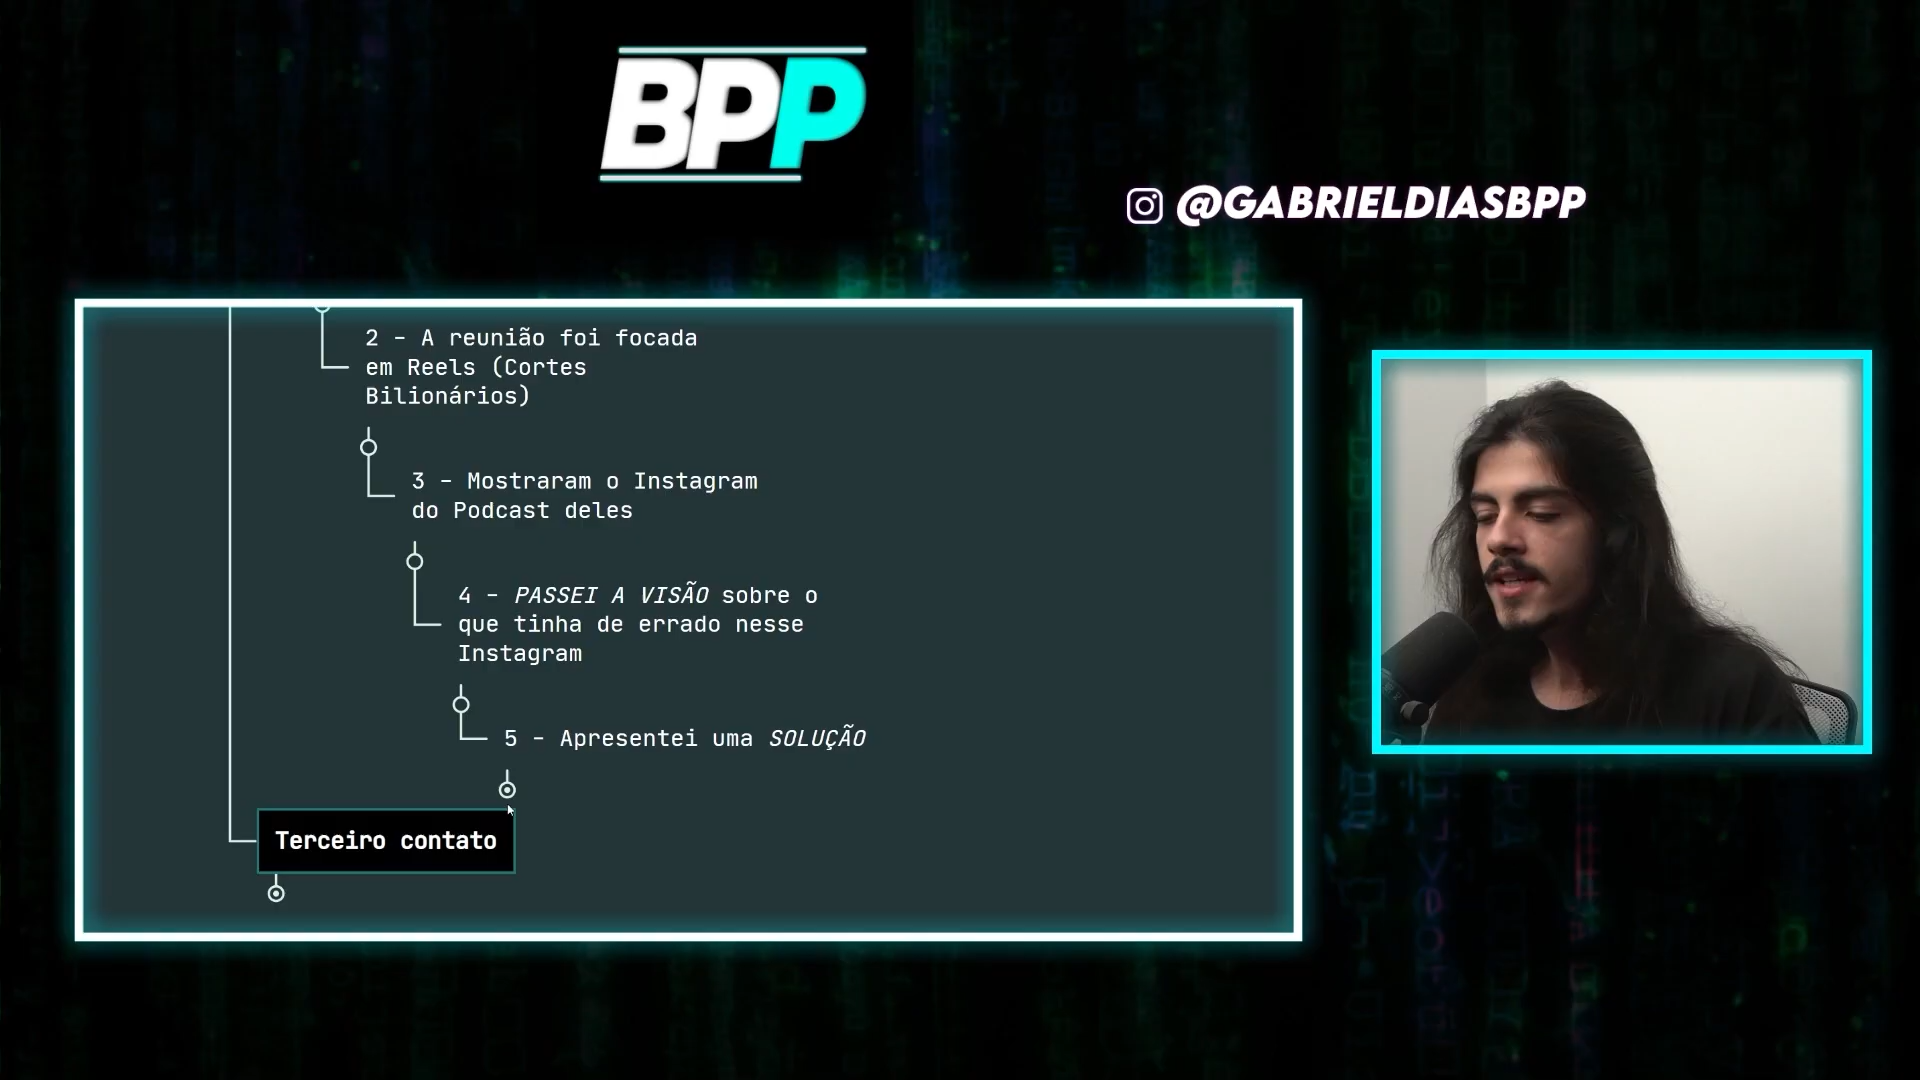 BPP
@GABRIELDIASBPP
2 - A reunião foi focada
em Reels (Cortes
Bilionários)
3 - Mostraram o Instagram
do Podcast deles
4 - PASSEI A VISÃO sobre o
que tinha de errado nesse
Instagram
5 - Apresentei uma SOLUÇÃO
Terceiro contato